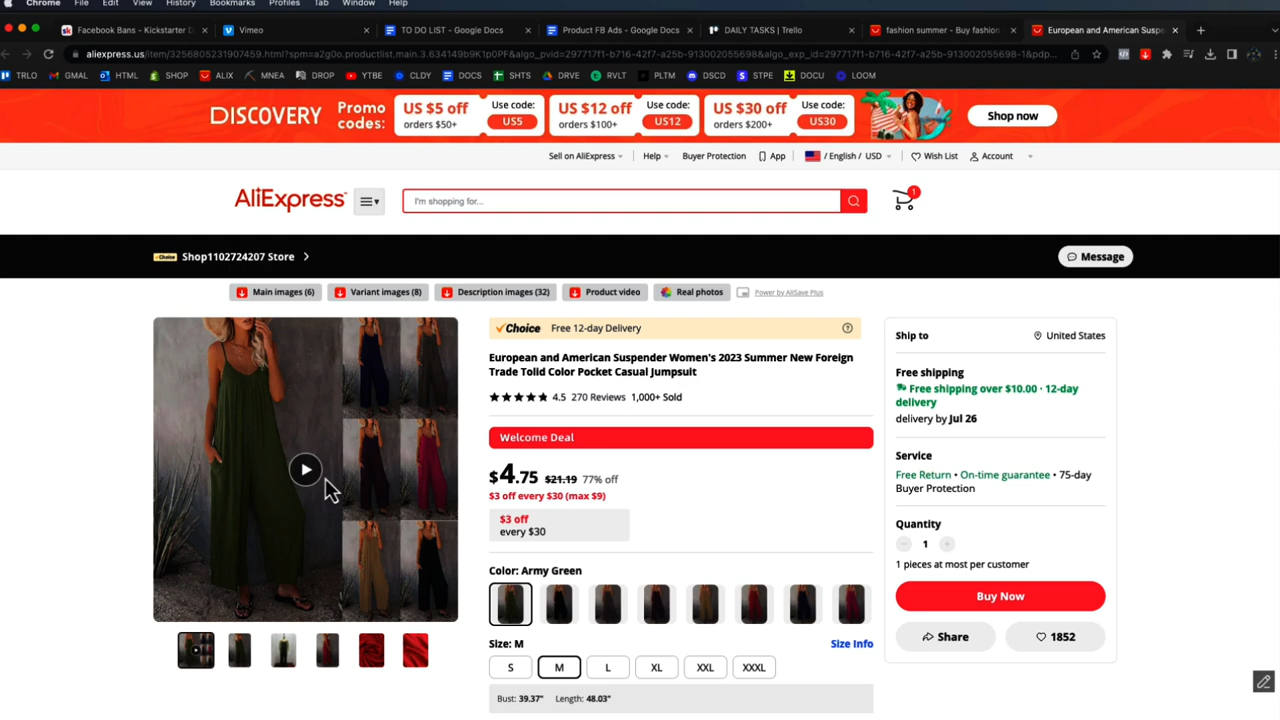 Chrome File Edit View History Bookmarks Profiles Tab Window Help
Facebook Bans - Kickstarter D × Vimeo × TO DO LIST - Google Docs × Product FB Ads - Google Docs × DAILY TASKS | Trello × fashion summer - Buy fashion × European and American Suspe × +
aliexpress.us/item/3256805231907459.html?spm=a2g0o.productlist.main.3.634149b9K1p0PF&algo_pvid=297717f1-b716-42f7-a25b-913002055698&algo_exp_id=297717f1-b716-42f7-a25b-913002055698-1&pdp...
TRLO GMAL HTML SHOP ALIX MNEA DROP YTBE CLDY DOCS SHTS DRVE RVLT PLTM DSCD STPE DOCU LOOM
DISCOVERY
Promo codes:
US $5 off
orders $50+
Use code:
US5
US $12 off
orders $100+
Use code:
US12
US $30 off
orders $200+
Use code:
US30
Shop now
Sell on AliExpress Help Buyer Protection App / English / USD Wish List Account
AliExpress
I'm shopping for...
1
Choice Shop1102724207 Store
Message
Main images (6) Variant images (8) Description images (32) Product video Real photos Power by AliSave Plus
Choice Free 12-day Delivery
European and American Suspender Women's 2023 Summer New Foreign
Trade Tolid Color Pocket Casual Jumpsuit
4.5 270 Reviews 1,000+ Sold
Welcome Deal
$4.75 $21.19 77% off
$3 off every $30 (max $9)
$3 off
every $30
Color: Army Green
Size: M
Size Info
S M L XL XXL XXXL
Bust: 39.37" Length: 48.03"
Ship to United States
Free shipping
Free shipping over $10.00 · 12-day
delivery
delivery by Jul 26
Service
Free Return • On-time guarantee • 75-day
Buyer Protection
Quantity
1
1 pieces at most per customer
Buy Now
Share
1852